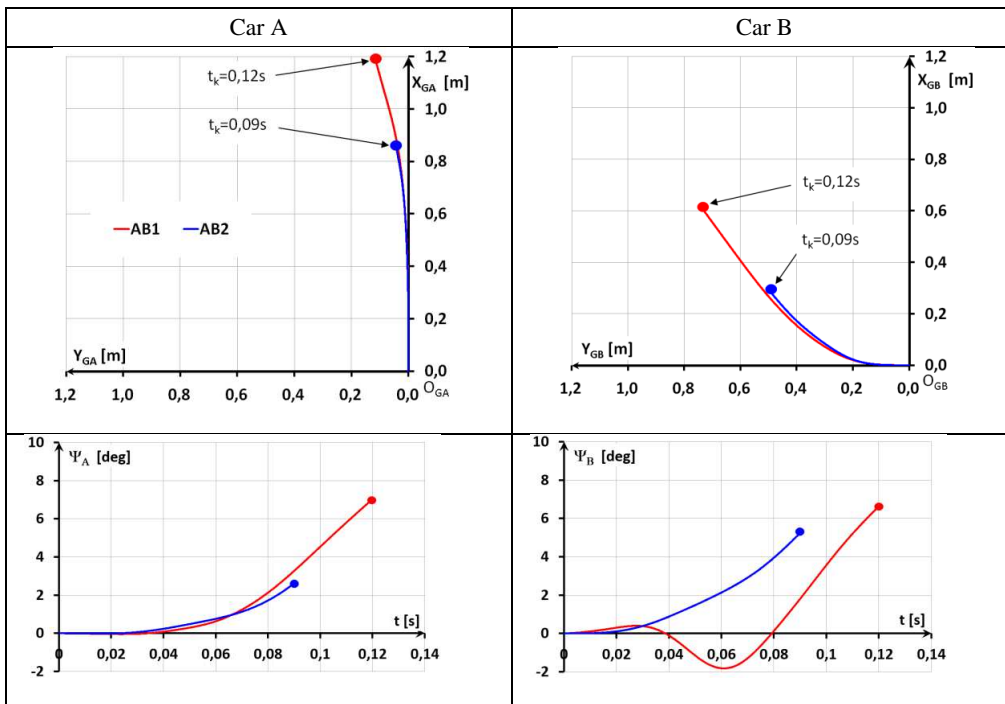 Car A
Car B
1,2
X_GA [m]
t_k=0,12s
1,0
t_k=0,09s
0,8
AB1 AB2
0,6
0,4
0,2
Y_GA [m]
0,0
O_GA
1,2 1,0 0,8 0,6 0,4 0,2 0,0
1,2
X_GB [m]
1,0
0,8
t_k=0,12s
0,6
t_k=0,09s
0,4
0,2
Y_GB [m]
0,0
O_GB
1,2 1,0 0,8 0,6 0,4 0,2 0,0
10
Ψ_A [deg]
8
6
4
2
t [s]
0
0 0,02 0,04 0,06 0,08 0,1 0,12 0,14
-2
10
Ψ_B [deg]
8
6
4
2
t [s]
0
0 0,02 0,04 0,06 0,08 0,1 0,12 0,14
-2